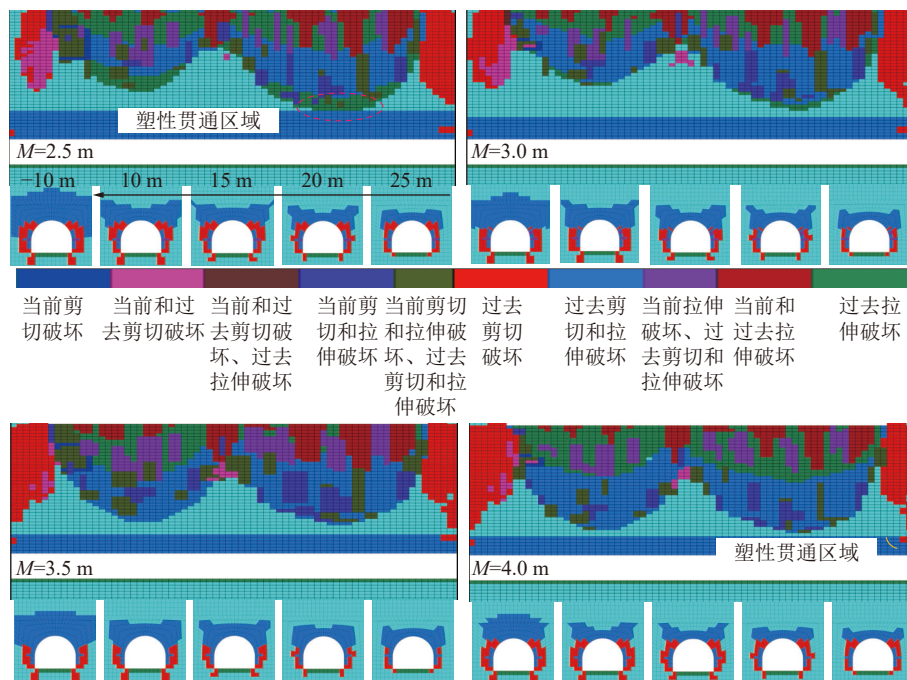 塑性贯通区域
M=2.5 m
M=3.0 m
−10 m
10 m
15 m
20 m
25 m
当前剪
切破坏
当前和过
去剪切破坏
当前和过
去剪切破
坏、过去
拉伸破坏
当前剪
切和拉
伸破坏
当前剪切
和拉伸破
坏、过去
剪切和拉
伸破坏
过去
剪切
破坏
过去剪
切和拉
伸破坏
当前拉伸
破坏、过
去剪切和
拉伸破坏
当前和
过去拉
伸破坏
过去拉
伸破坏
塑性贯通区域
M=3.5 m
M=4.0 m